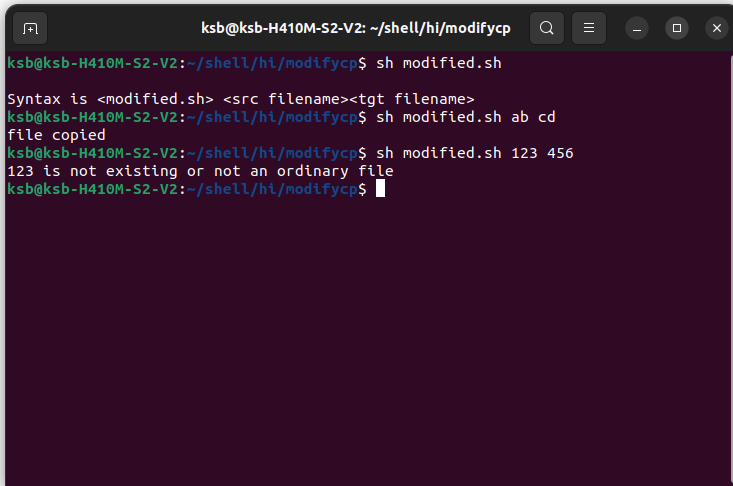 ksb@ksb-H410M-S2-V2: ~/shell/hi/modifycp
ksb@ksb-H410M-S2-V2:~/shell/hi/modifycp$ sh modified.sh
Syntax is <modified.sh> <src filename><tgt filename>
ksb@ksb-H410M-S2-V2:~/shell/hi/modifycp$ sh modified.sh ab cd
file copied
ksb@ksb-H410M-S2-V2:~/shell/hi/modifycp$ sh modified.sh 123 456
123 is not existing or not an ordinary file
ksb@ksb-H410M-S2-V2:~/shell/hi/modifycp$